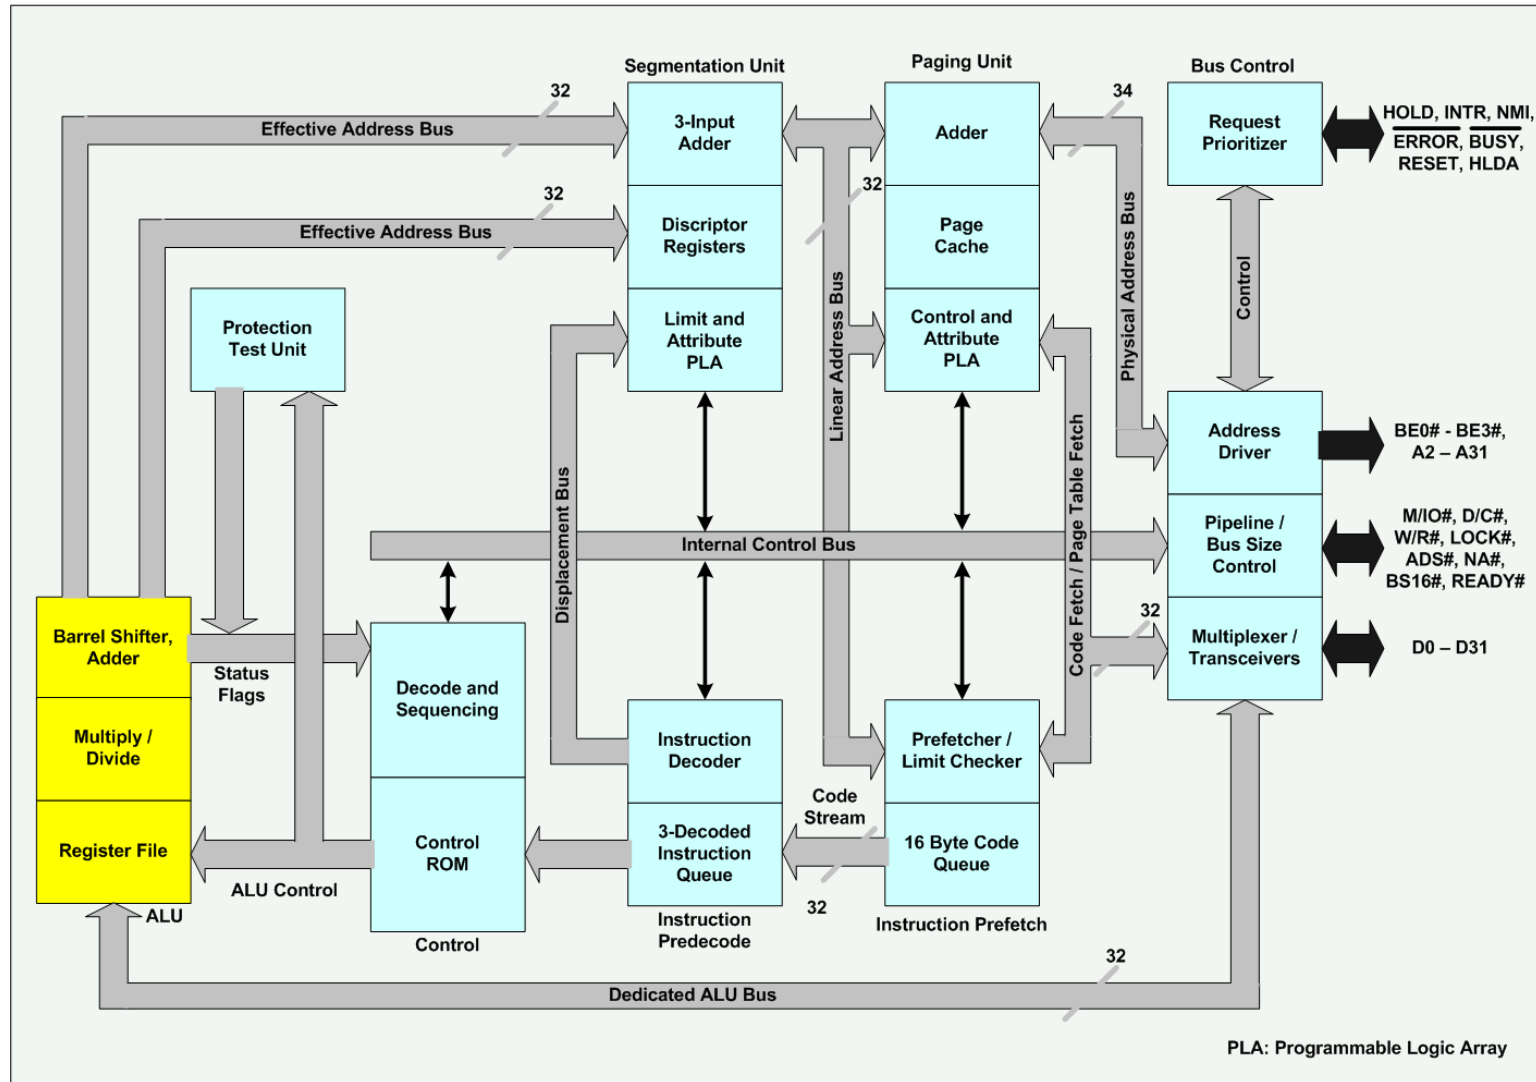 Segmentation Unit
Paging Unit
Bus Control
32
34
Effective Address Bus
3-Input
Adder
Adder
Request
Prioritizer
HOLD, INTR, NMI,
ERROR, BUSY,
RESET, HLDA
32
32
Effective Address Bus
Discriptor
Registers
Page
Cache
Physical Address Bus
Control
Protection
Test Unit
Limit and
Attribute
PLA
Linear Address Bus
Control and
Attribute
PLA
Address
Driver
BE0# - BE3#,
A2 – A31
Displacement Bus
Code Fetch / Page Table Fetch
Internal Control Bus
Pipeline /
Bus Size
Control
M/IO#, D/C#,
W/R#, LOCK#,
ADS#, NA#,
BS16#, READY#
32
Barrel Shifter,
Adder
Status
Flags
Decode and
Sequencing
Multiplexer /
Transceivers
D0 – D31
Multiply /
Divide
Instruction
Decoder
Prefetcher /
Limit Checker
Code
Stream
Register File
ALU Control
Control
ROM
3-Decoded
Instruction
Queue
16 Byte Code
Queue
32
ALU
Control
Instruction
Predecode
Instruction Prefetch
32
Dedicated ALU Bus
PLA: Programmable Logic Array